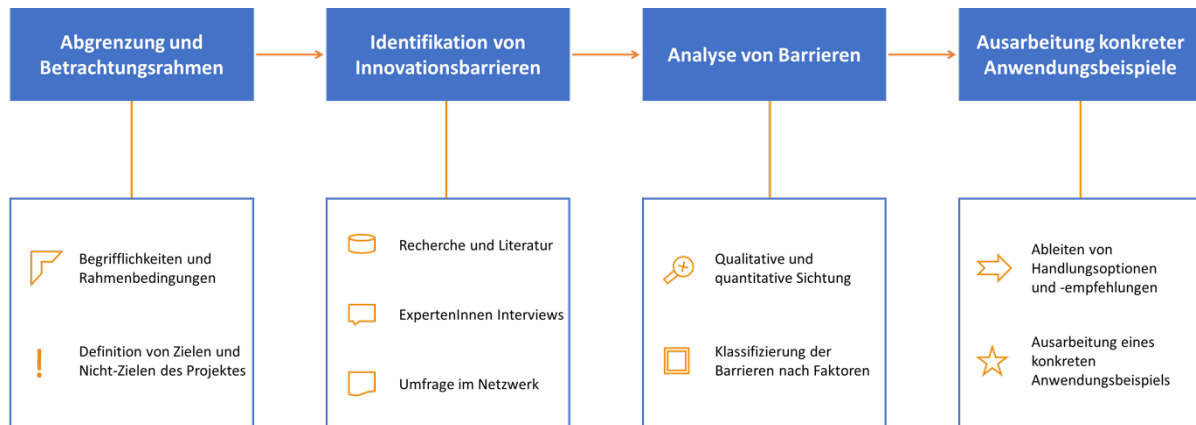 Abgrenzung und
Betrachtungsrahmen
Identifikation von
Innovationsbarrieren
Analyse von Barrieren
Ausarbeitung konkreter
Anwendungsbeispiele
Begrifflichkeiten und
Rahmenbedingungen
Definition von Zielen und
Nicht-Zielen des Projektes
Recherche und Literatur
ExpertenInnen Interviews
Umfrage im Netzwerk
Qualitative und
quantitative Sichtung
Klassifizierung der
Barrieren nach Faktoren
Ableiten von
Handlungsoptionen
und -empfehlungen
Ausarbeitung eines
konkreten
Anwendungsbeispiels